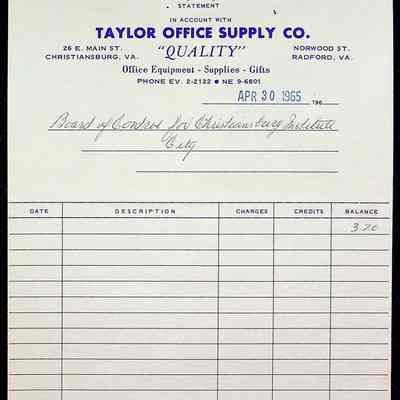 STATEMENT
IN ACCOUNT WITH
TAYLOR OFFICE SUPPLY CO.
26 E. MAIN ST. "QUALITY" NORWOOD ST.
CHRISTIANSBURG, VA. RADFORD, VA.
Office Equipment - Supplies - Gifts
PHONE EV. 2-2132 ● NE 9-6801
APR 30 1965 196
Board of Control for Christiansburg Institute
City
DATE DESCRIPTION CHARGES CREDITS BALANCE
3.20